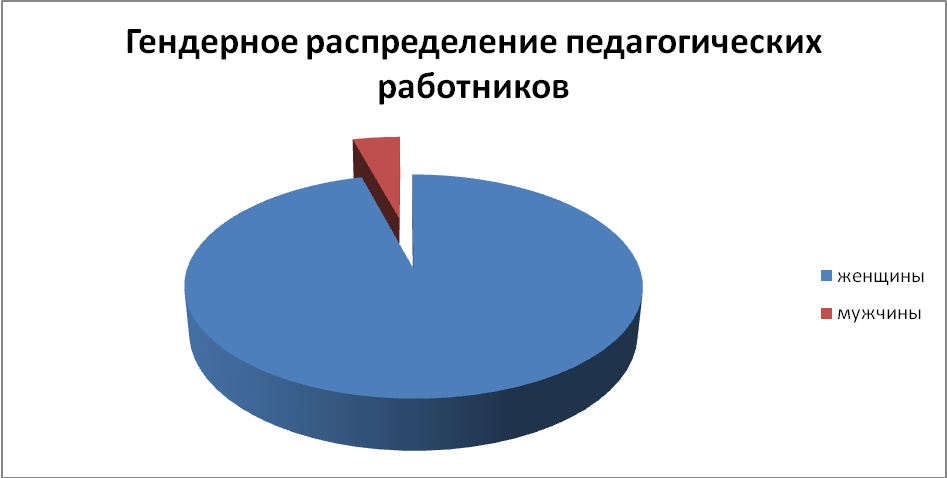 Гендерное распределение педагогических
работников
женщины
мужчины